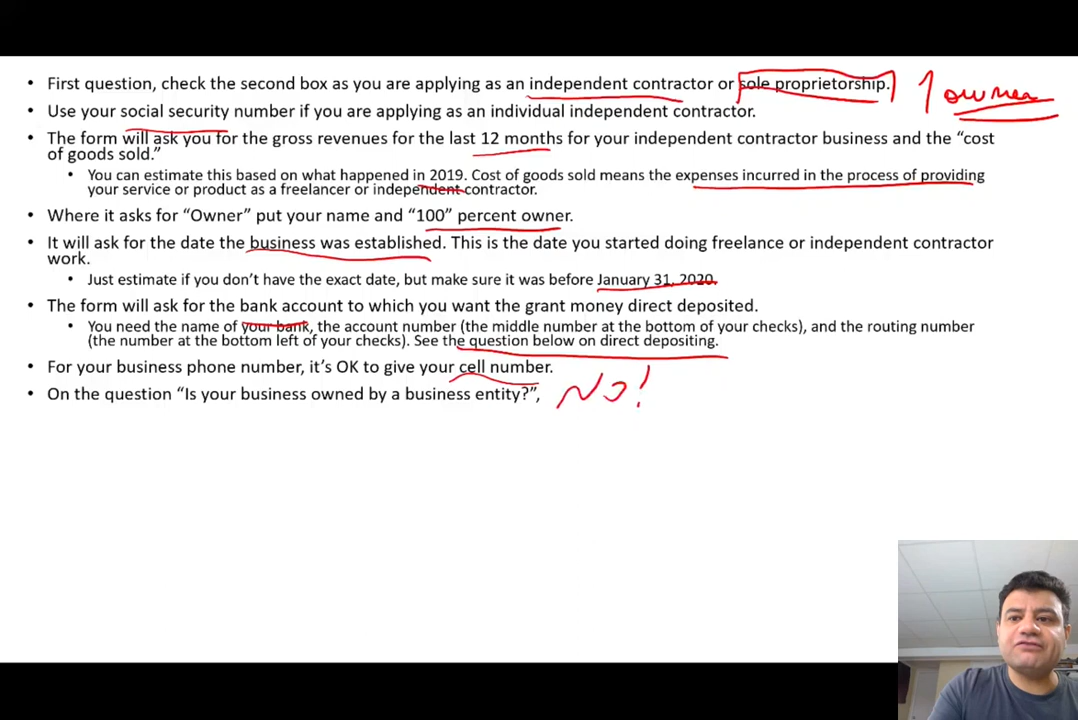 • First question, check the second box as you are applying as an independent contractor or sole proprietorship. 1 owner
• Use your social security number if you are applying as an individual independent contractor.
• The form will ask you for the gross revenues for the last 12 months for your independent contractor business and the “cost
of goods sold.”
• You can estimate this based on what happened in 2019. Cost of goods sold means the expenses incurred in the process of providing
your service or product as a freelancer or independent contractor.
• Where it asks for “Owner” put your name and “100” percent owner.
• It will ask for the date the business was established. This is the date you started doing freelance or independent contractor
work.
• Just estimate if you don’t have the exact date, but make sure it was before January 31, 2020.
• The form will ask for the bank account to which you want the grant money direct deposited.
• You need the name of your bank, the account number (the middle number at the bottom of your checks), and the routing number
(the number at the bottom left of your checks). See the question below on direct depositing.
• For your business phone number, it’s OK to give your cell number.
• On the question “Is your business owned by a business entity?”, NO!